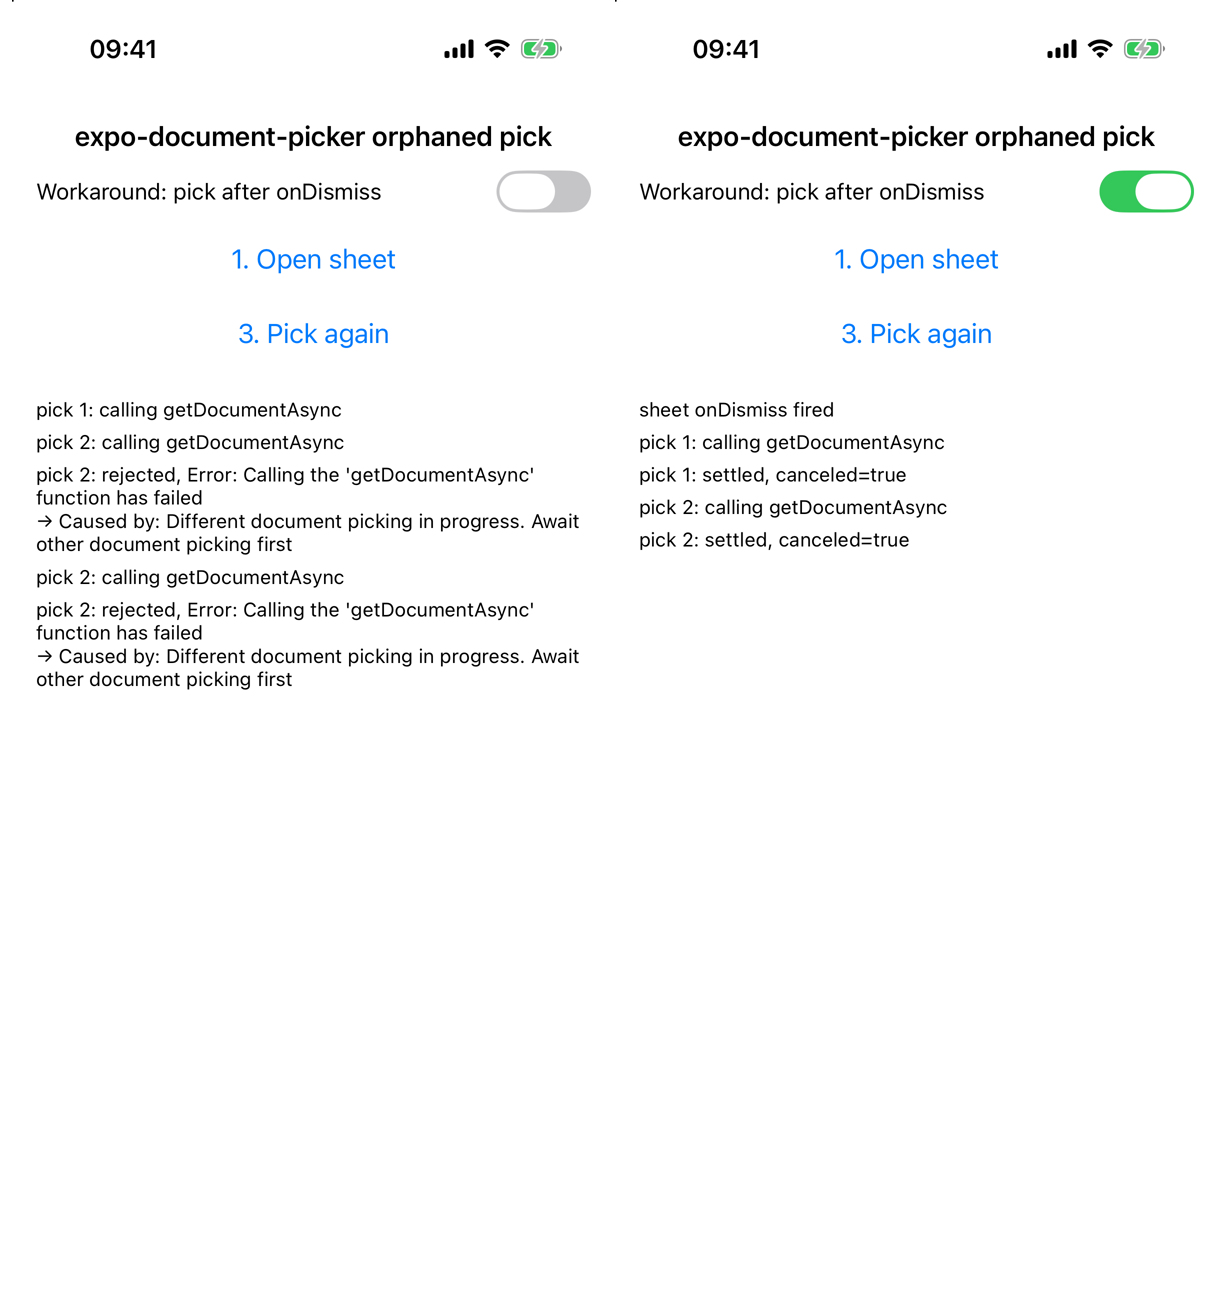 09:41
expo-document-picker orphaned pick
Workaround: pick after onDismiss
1. Open sheet
3. Pick again
pick 1: calling getDocumentAsync
pick 2: calling getDocumentAsync
pick 2: rejected, Error: Calling the 'getDocumentAsync'
function has failed
→ Caused by: Different document picking in progress. Await
other document picking first
pick 2: calling getDocumentAsync
pick 2: rejected, Error: Calling the 'getDocumentAsync'
function has failed
→ Caused by: Different document picking in progress. Await
other document picking first
09:41
expo-document-picker orphaned pick
Workaround: pick after onDismiss
1. Open sheet
3. Pick again
sheet onDismiss fired
pick 1: calling getDocumentAsync
pick 1: settled, canceled=true
pick 2: calling getDocumentAsync
pick 2: settled, canceled=true